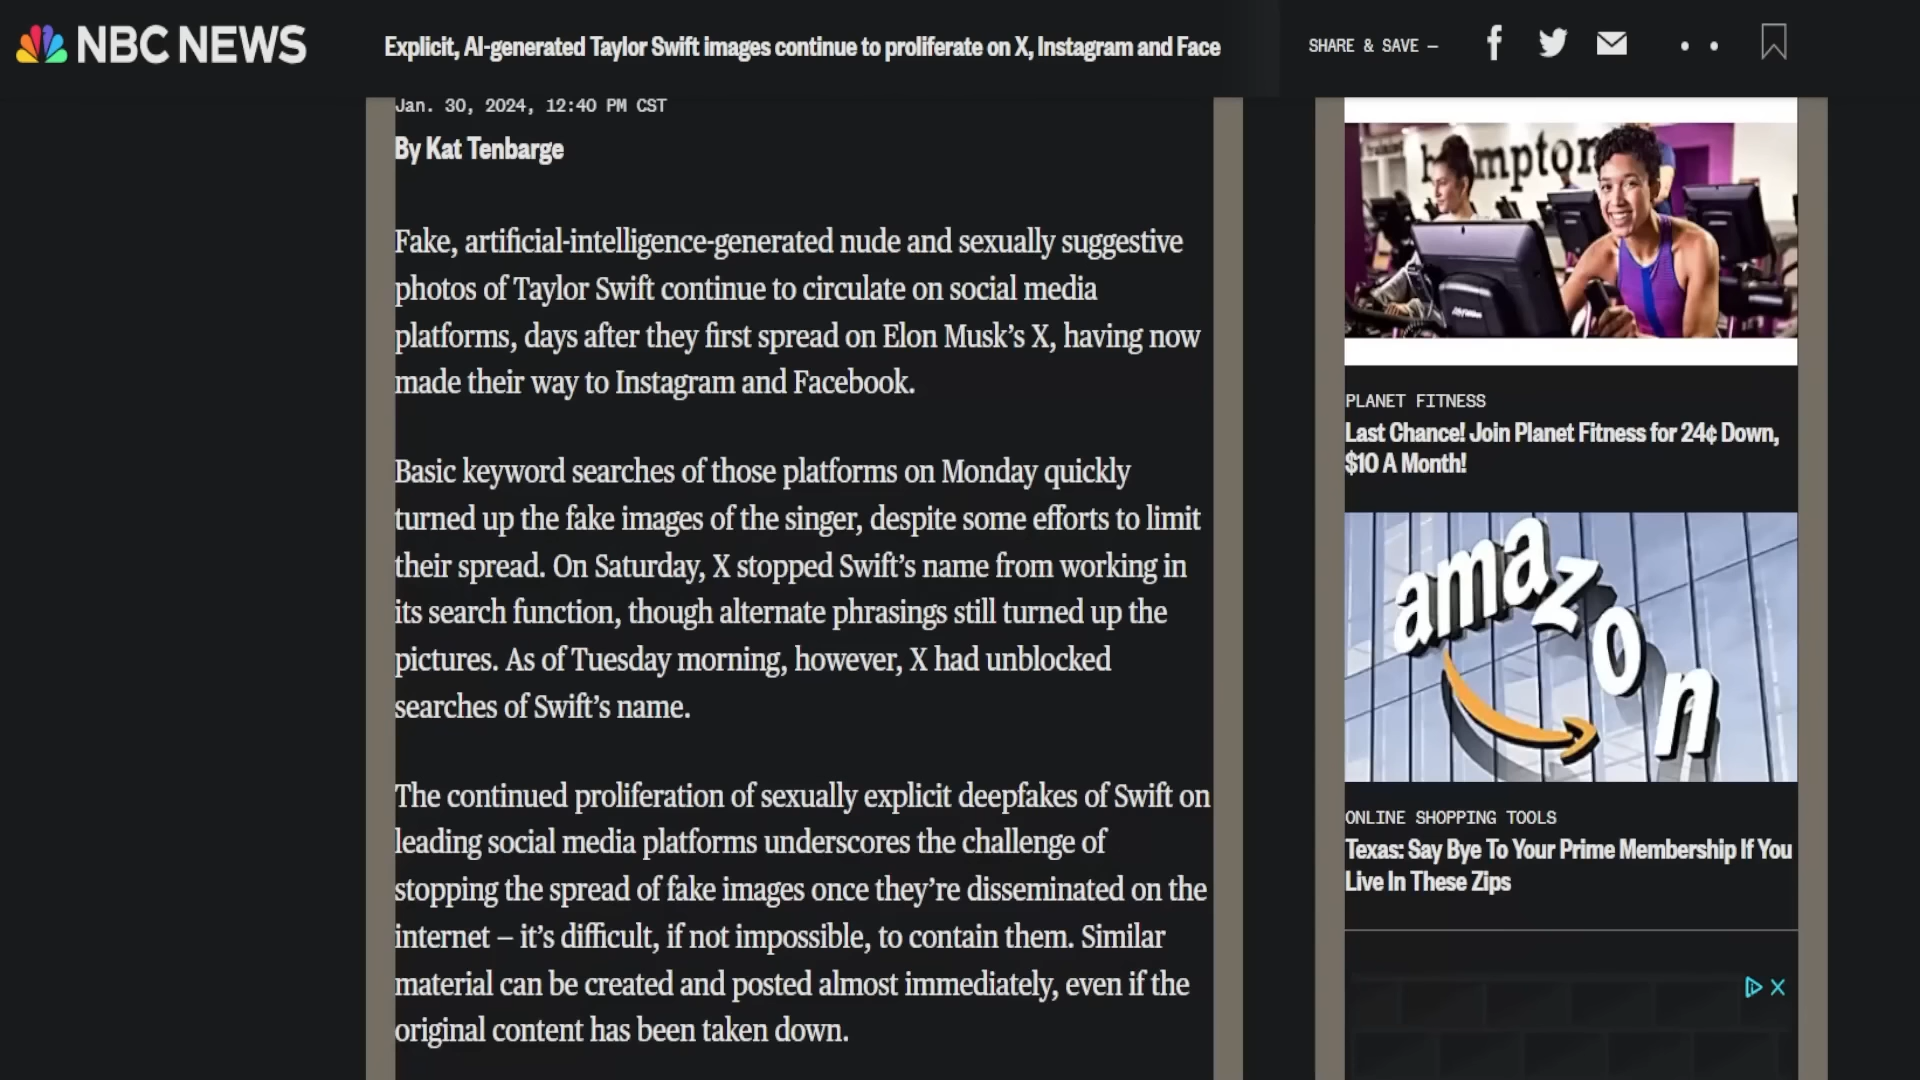 NBC NEWS
Explicit, AI-generated Taylor Swift images continue to proliferate on X, Instagram and Face
SHARE & SAVE —
Jan. 30, 2024, 12:40 PM CST
By Kat Tenbarge
Fake, artificial-intelligence-generated nude and sexually suggestive
photos of Taylor Swift continue to circulate on social media
platforms, days after they first spread on Elon Musk’s X, having now
made their way to Instagram and Facebook.
Basic keyword searches of those platforms on Monday quickly
turned up the fake images of the singer, despite some efforts to limit
their spread. On Saturday, X stopped Swift’s name from working in
its search function, though alternate phrasings still turned up the
pictures. As of Tuesday morning, however, X had unblocked
searches of Swift’s name.
The continued proliferation of sexually explicit deepfakes of Swift on
leading social media platforms underscores the challenge of
stopping the spread of fake images once they’re disseminated on the
internet — it’s difficult, if not impossible, to contain them. Similar
material can be created and posted almost immediately, even if the
original content has been taken down.
PLANET FITNESS
Last Chance! Join Planet Fitness for 24¢ Down,
$10 A Month!
amazon
ONLINE SHOPPING TOOLS
Texas: Say Bye To Your Prime Membership If You
Live In These Zips